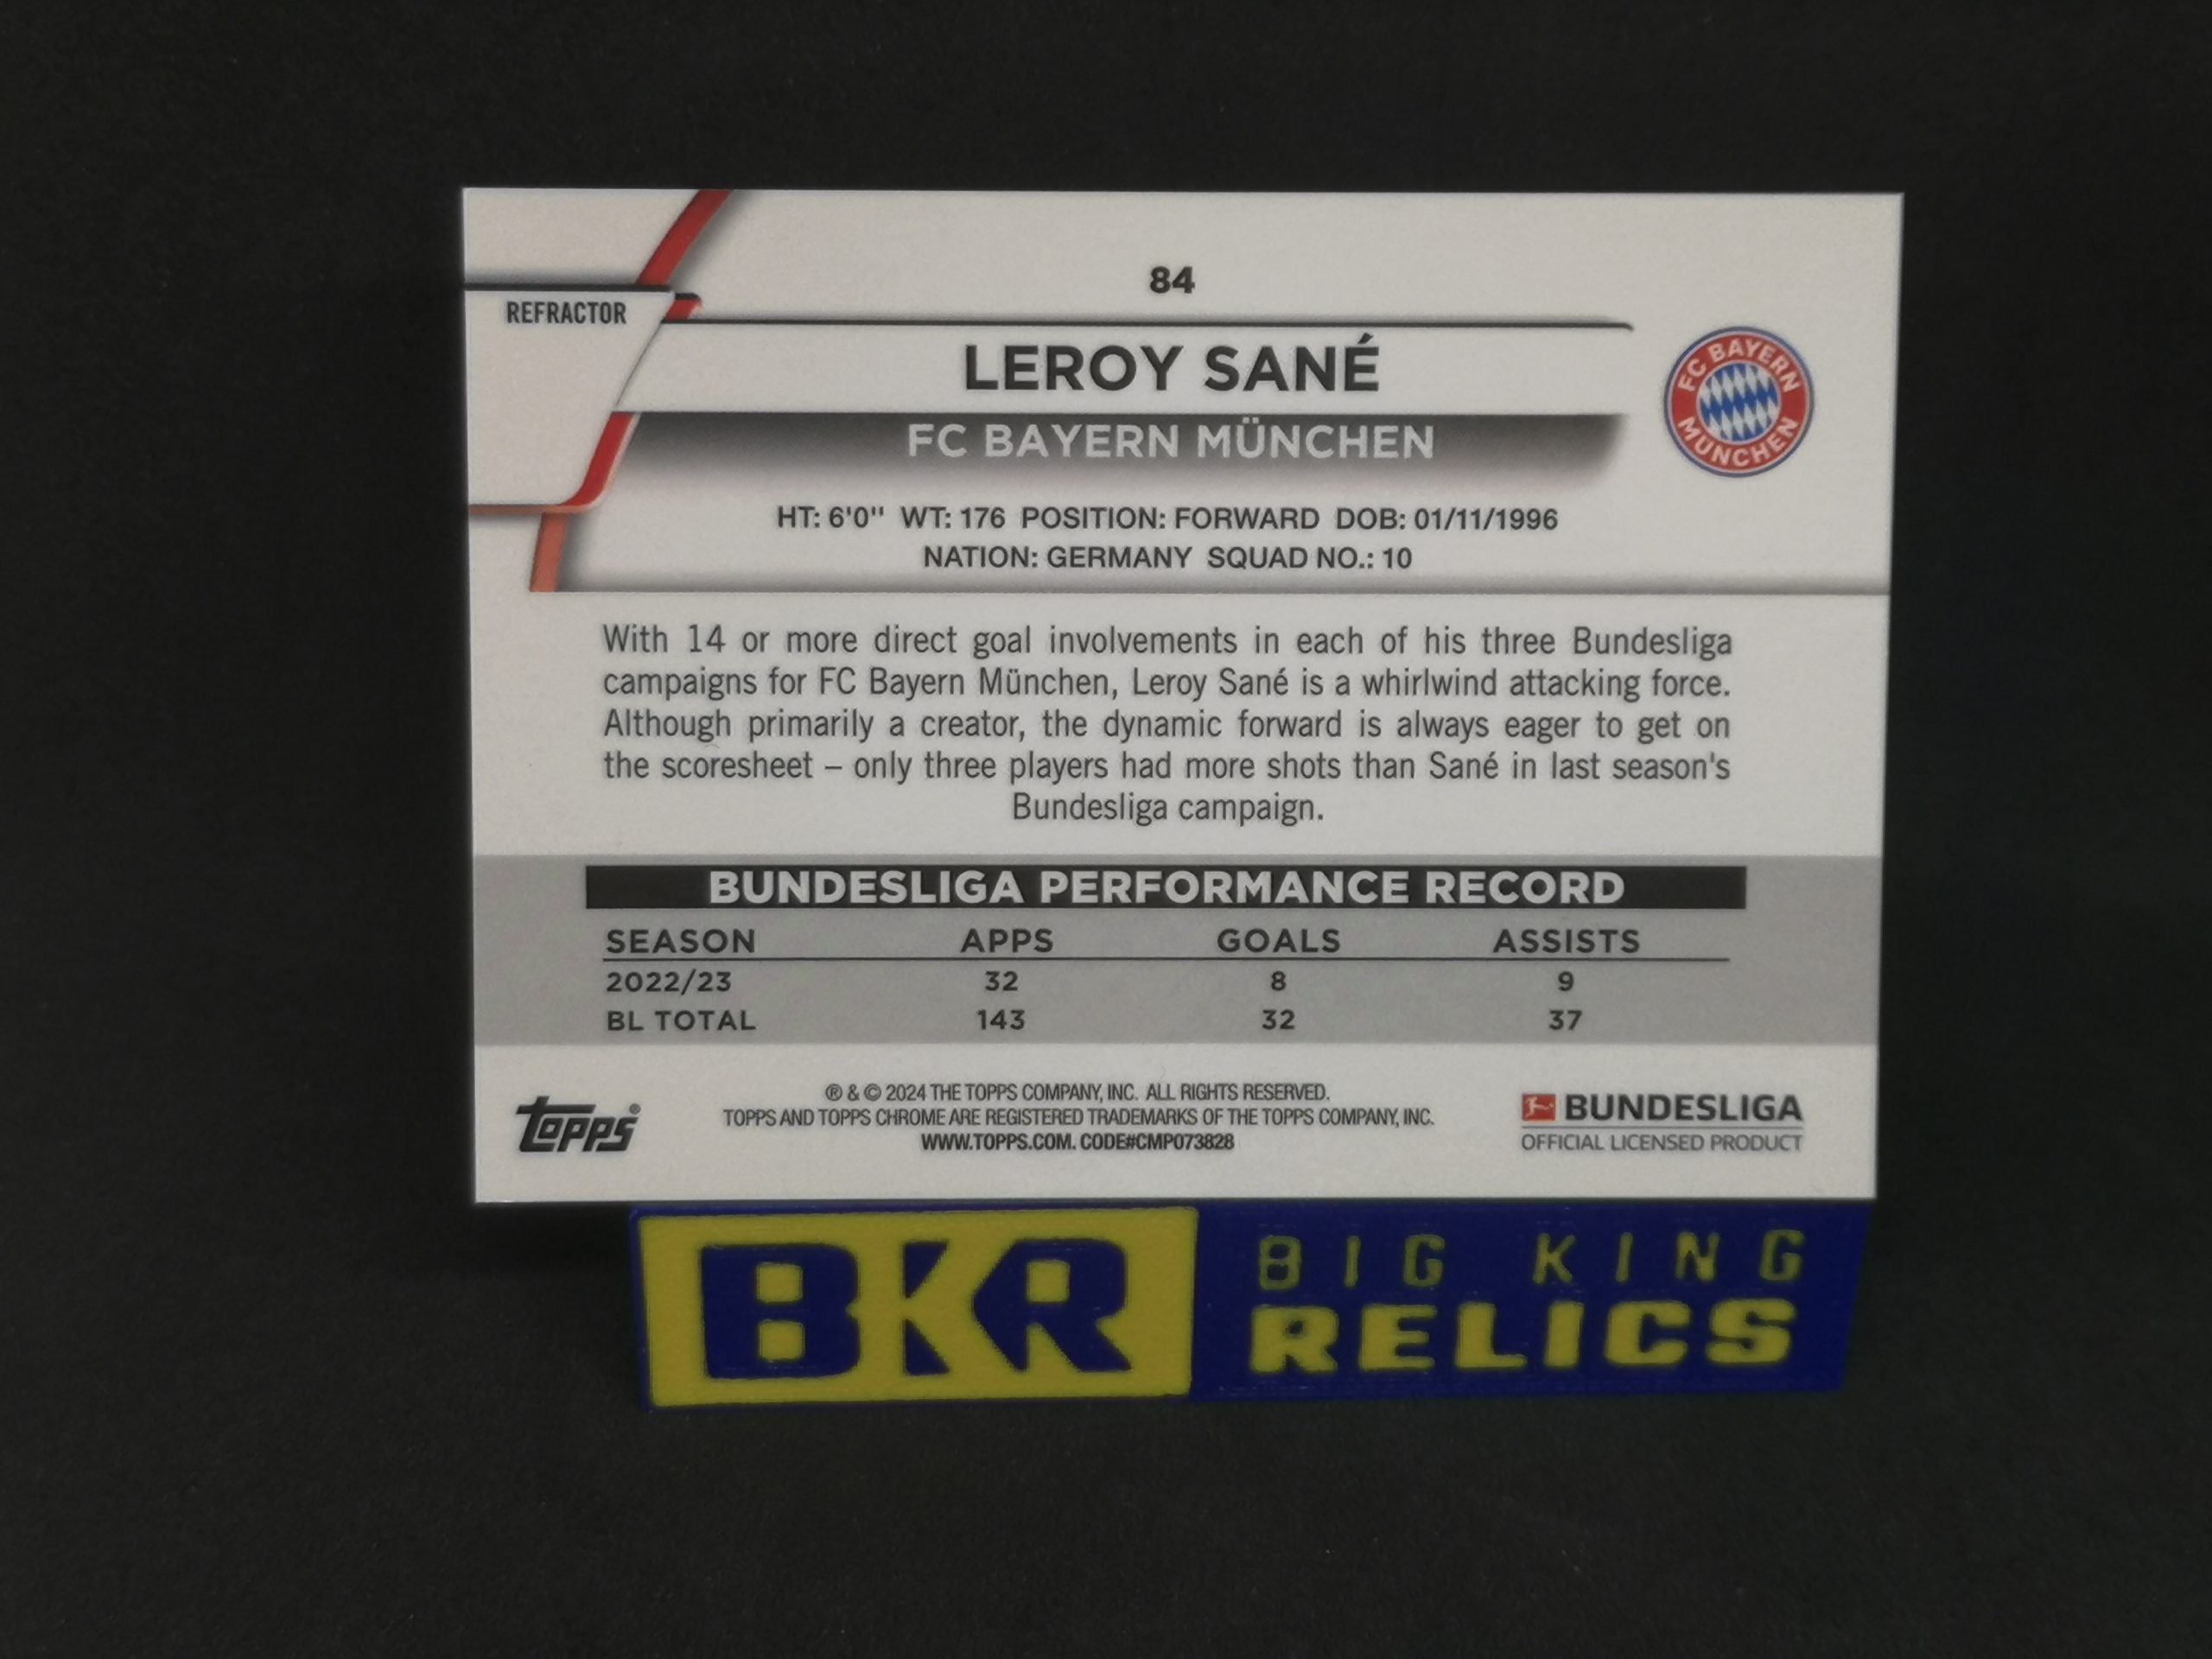 84
REFRACTOR
LEROY SANÉ
FC BAYERN MÜNCHEN
FC BAYERN MÜNCHEN
HT: 6'0" WT: 176 POSITION: FORWARD DOB: 01/11/1996
NATION: GERMANY SQUAD NO.: 10
With 14 or more direct goal involvements in each of his three Bundesliga
campaigns for FC Bayern München, Leroy Sané is a whirlwind attacking force.
Although primarily a creator, the dynamic forward is always eager to get on
the scoresheet – only three players had more shots than Sané in last season's
Bundesliga campaign.
BUNDESLIGA PERFORMANCE RECORD
SEASON APPS GOALS ASSISTS
2022/23 32 8 9
BL TOTAL 143 32 37
® & © 2024 THE TOPPS COMPANY, INC. ALL RIGHTS RESERVED.
TOPPS AND TOPPS CHROME ARE REGISTERED TRADEMARKS OF THE TOPPS COMPANY, INC.
WWW.TOPPS.COM. CODE#CMP073828
Topps®
BUNDESLIGA
OFFICIAL LICENSED PRODUCT
BKR
BIG KING
RELICS